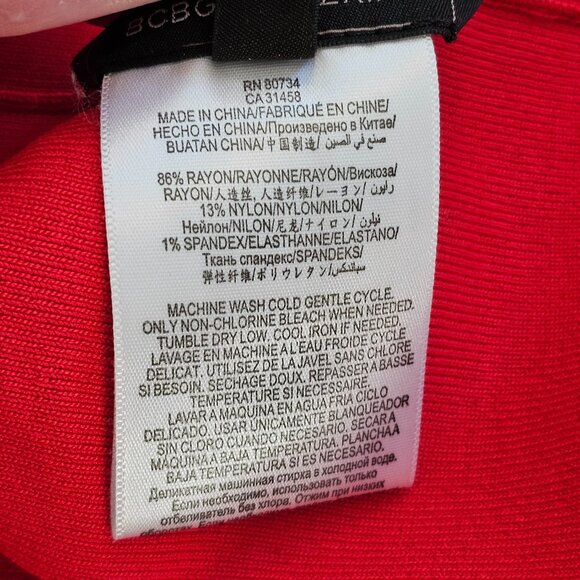 BCBG
RN 80734
CA 31458
MADE IN CHINA/FABRIQUÉ EN CHINE/
HECHO EN CHINA/Произведено в Китае/
BUATAN CHINA/中国制造/صنع في الصين
86% RAYON/RAYONNE/RAYÓN/Вискоза/
RAYON/人造丝, 人造纤维/レーヨン/رايون
13% NYLON/NYLON/NILON/
Нейлон/NILON/尼龙/ナイロン/نيلون
1% SPANDEX/ELASTHANNE/ELASTANO/
Ткань спандекс/SPANDEKS/
弹性纤维/ポリウレタン/سباندكس
MACHINE WASH COLD GENTLE CYCLE.
ONLY NON-CHLORINE BLEACH WHEN NEEDED.
TUMBLE DRY LOW. COOL IRON IF NEEDED.
LAVAGE EN MACHINE À L'EAU FROIDE CYCLE
DELICAT. UTILISEZ DE LA JAVEL SANS CHLORE
SI BESOIN. SECHAGE DOUX. REPASSER A BASSE
TEMPERATURE SI NECESSAIRE.
LAVAR A MAQUINA EN AGUA FRIA CICLO
DELICADO. USAR ÚNICAMENTE BLANQUEADOR
SIN CLORO CUANDO NECESARIO. SECAR A
MAQUINA A BAJA TEMPERATURA. PLANCHA A
BAJA TEMPERATURA SI ES NECESARIO.
Деликатная машинная стирка в холодной воде.
Если необходимо, использовать только
отбеливатель без хлора. Отжим при низких